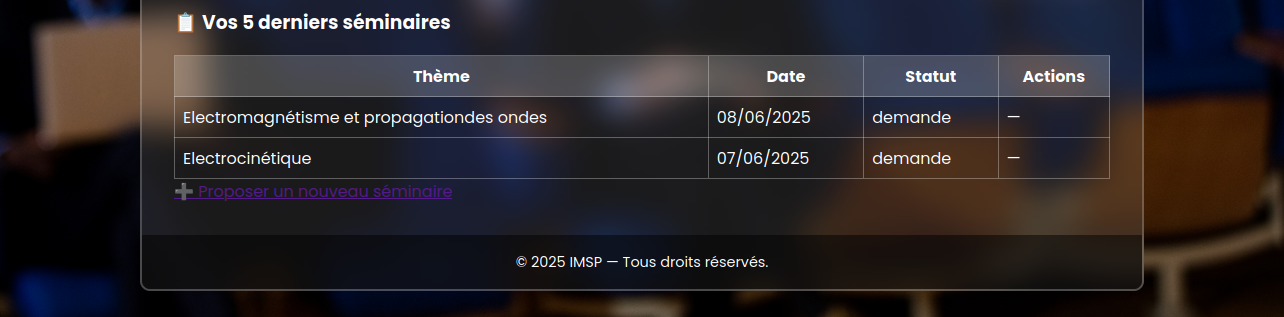 📋 Vos 5 derniers séminaires
Thème Date Statut Actions
Electromagnétisme et propagationdes ondes 08/06/2025 demande —
Electrocinétique 07/06/2025 demande —
➕ Proposer un nouveau séminaire
© 2025 IMSP — Tous droits réservés.